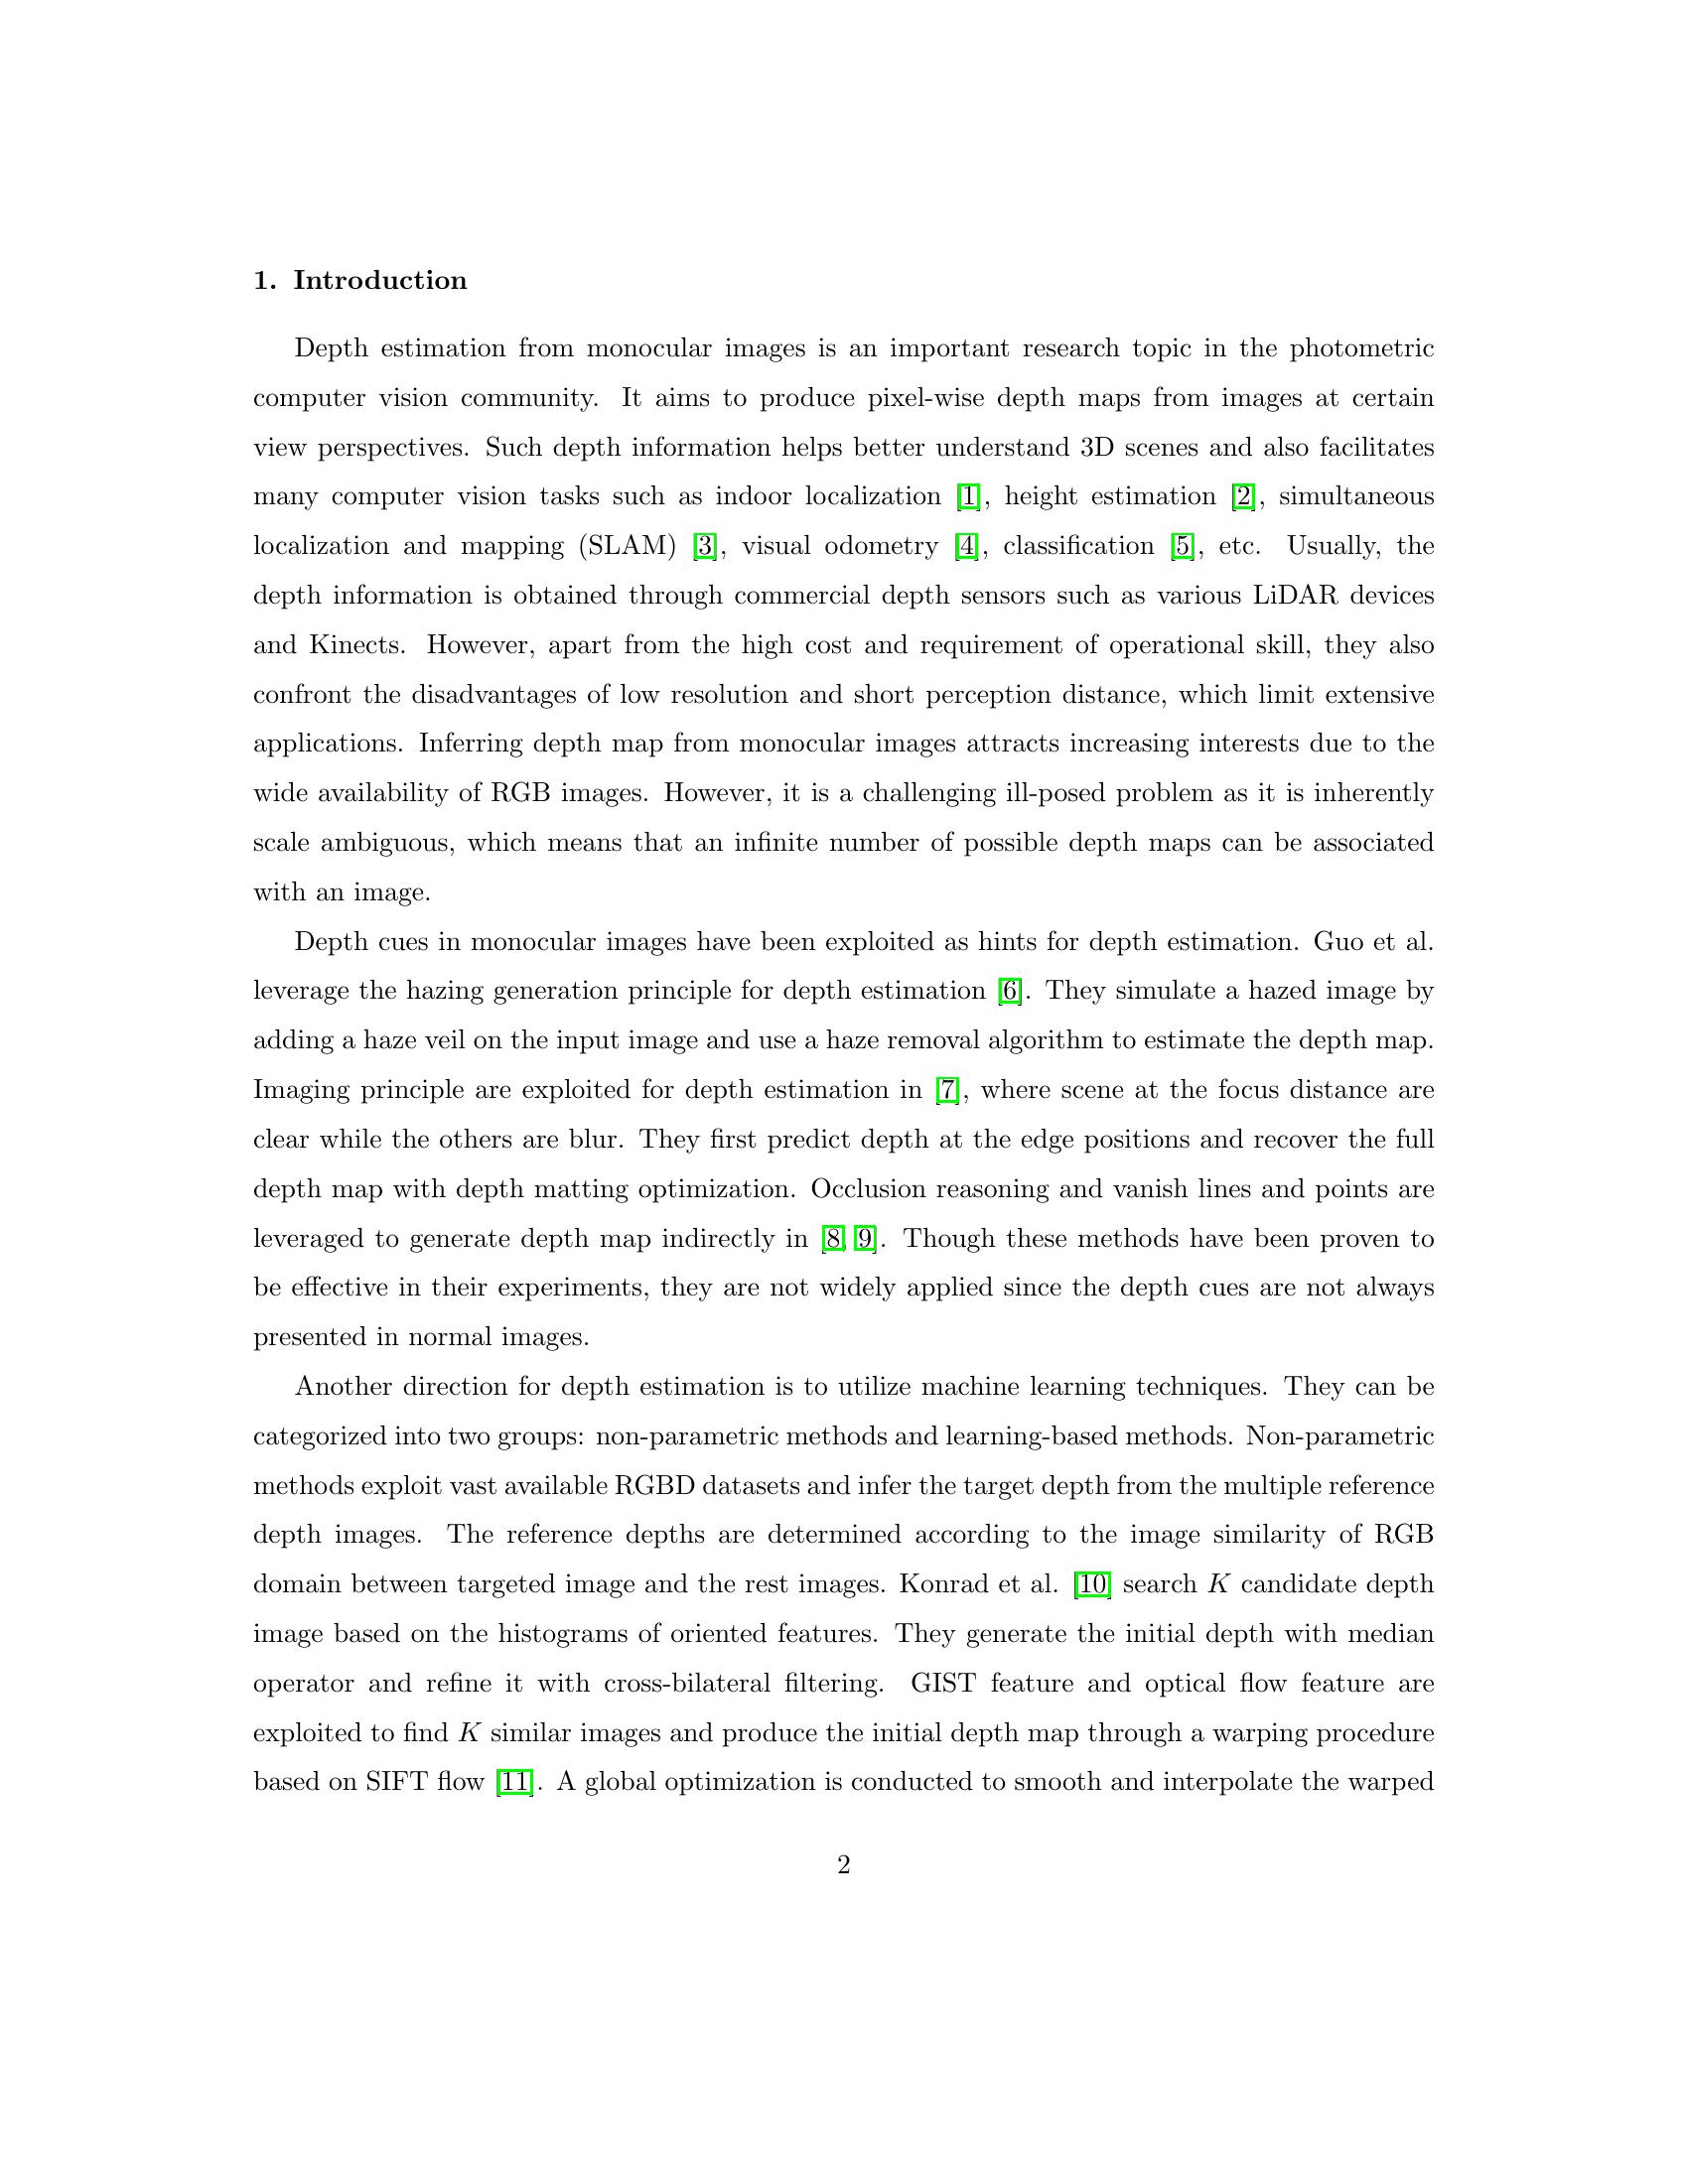 1. Introduction
Depth estimation from monocular images is an important research topic in the photometric
computer vision community. It aims to produce pixel-wise depth maps from images at certain
view perspectives. Such depth information helps better understand 3D scenes and also facilitates
many computer vision tasks such as indoor localization [1], height estimation [2], simultaneous
localization and mapping (SLAM) [3], visual odometry [4], classification [5], etc. Usually, the
depth information is obtained through commercial depth sensors such as various LiDAR devices
and Kinects. However, apart from the high cost and requirement of operational skill, they also
confront the disadvantages of low resolution and short perception distance, which limit extensive
applications. Inferring depth map from monocular images attracts increasing interests due to the
wide availability of RGB images. However, it is a challenging ill-posed problem as it is inherently
scale ambiguous, which means that an infinite number of possible depth maps can be associated
with an image.
Depth cues in monocular images have been exploited as hints for depth estimation. Guo et al.
leverage the hazing generation principle for depth estimation [6]. They simulate a hazed image by
adding a haze veil on the input image and use a haze removal algorithm to estimate the depth map.
Imaging principle are exploited for depth estimation in [7], where scene at the focus distance are
clear while the others are blur. They first predict depth at the edge positions and recover the full
depth map with depth matting optimization. Occlusion reasoning and vanish lines and points are
leveraged to generate depth map indirectly in [8, 9]. Though these methods have been proven to
be effective in their experiments, they are not widely applied since the depth cues are not always
presented in normal images.
Another direction for depth estimation is to utilize machine learning techniques. They can be
categorized into two groups: non-parametric methods and learning-based methods. Non-parametric
methods exploit vast available RGBD datasets and infer the target depth from the multiple reference
depth images. The reference depths are determined according to the image similarity of RGB
domain between targeted image and the rest images. Konrad et al. [10] search K candidate depth
image based on the histograms of oriented features. They generate the initial depth with median
operator and refine it with cross-bilateral filtering. GIST feature and optical flow feature are
exploited to find K similar images and produce the initial depth map through a warping procedure
based on SIFT flow [11]. A global optimization is conducted to smooth and interpolate the warped
2